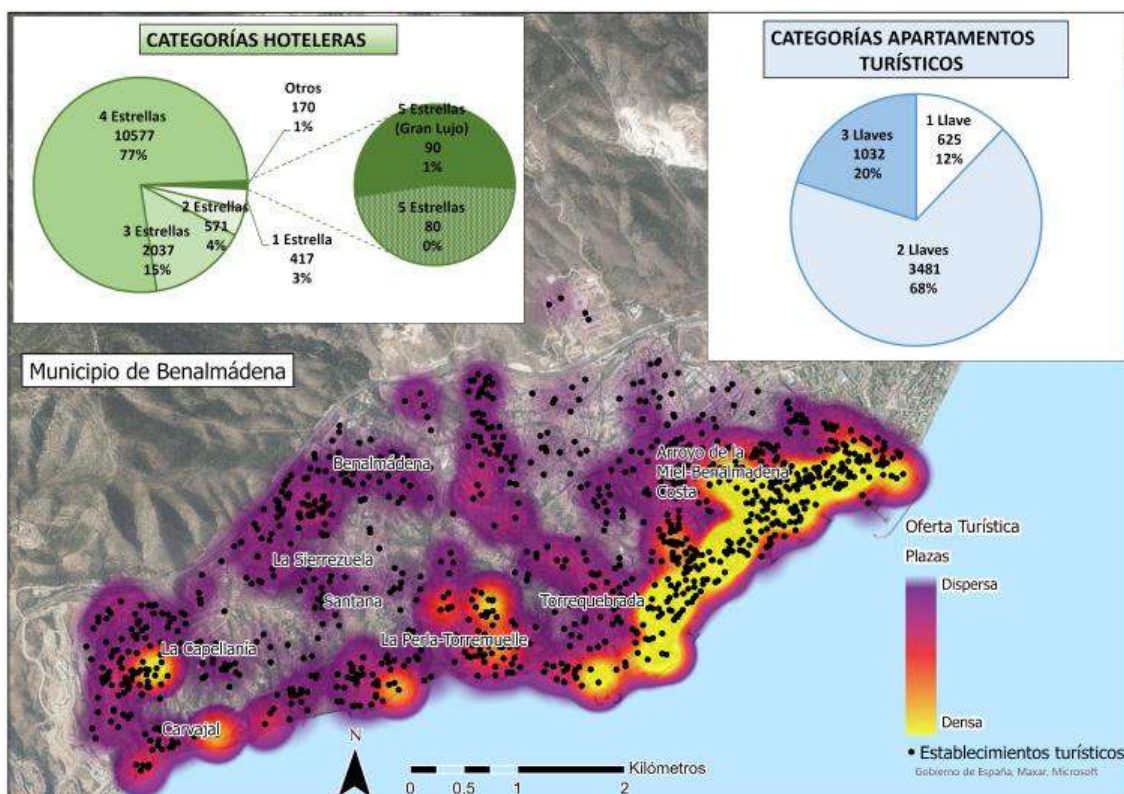 CATEGORÍAS HOTELERAS
4 Estrellas
10577
77%
Otros
170
1%
5 Estrellas
(Gran Lujo)
90
1%
5 Estrellas
80
0%
2 Estrellas
571
4%
3 Estrellas
2037
15%
1 Estrella
417
3%
CATEGORÍAS APARTAMENTOS
TURÍSTICOS
3 Llaves
1032
20%
1 Llave
625
12%
2 Llaves
3481
68%
Municipio de Benalmádena
Benalmádena
Arroyo de la
Miel-Benalmadena
Costa
La Sierrezuela
Santana
Torrequebrada
La Perla-Torremuelle
La Capellanía
Carvajal
Oferta Turística
Plazas
Dispersa
Densa
Establecimientos turísticos
Gobierno de España, Maxar, Microsoft
N
Kilómetros
0 0,5 1 2